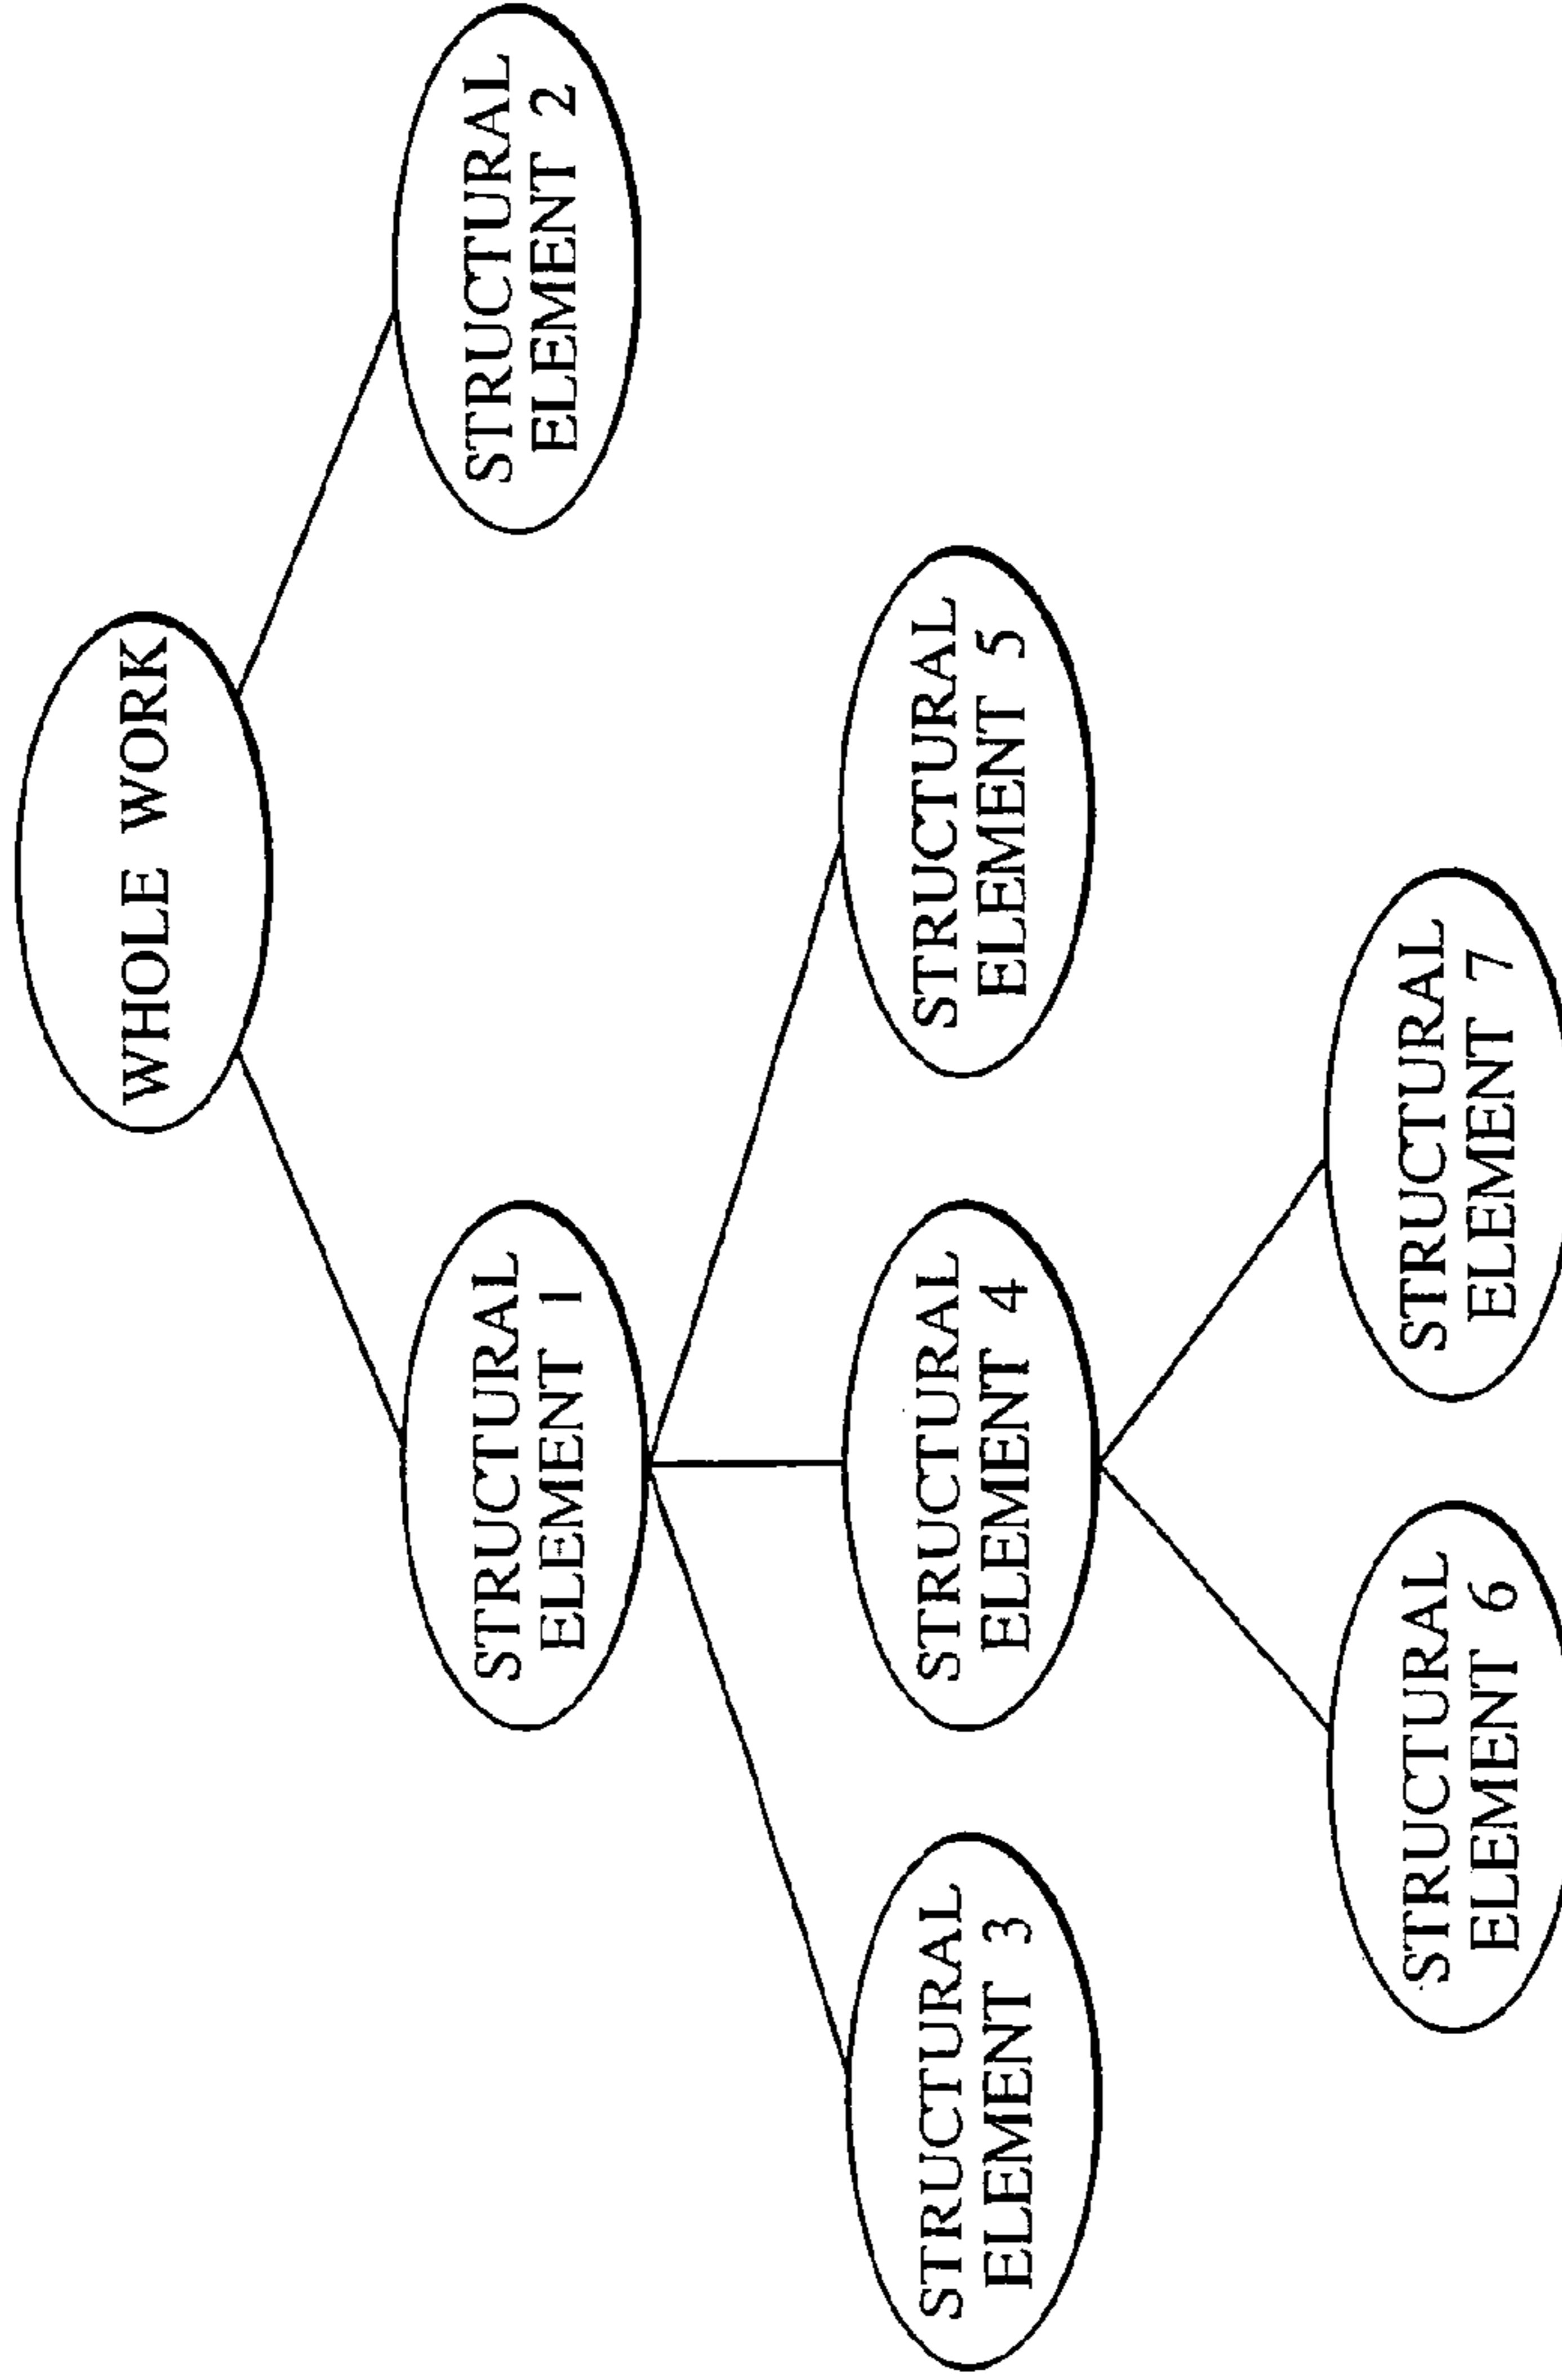 WHOLE WORK
STRUCTURAL
ELEMENT 1
STRUCTURAL
ELEMENT 2
STRUCTURAL
ELEMENT 3
STRUCTURAL
ELEMENT 4
STRUCTURAL
ELEMENT 5
STRUCTURAL
ELEMENT 6
STRUCTURAL
ELEMENT 7